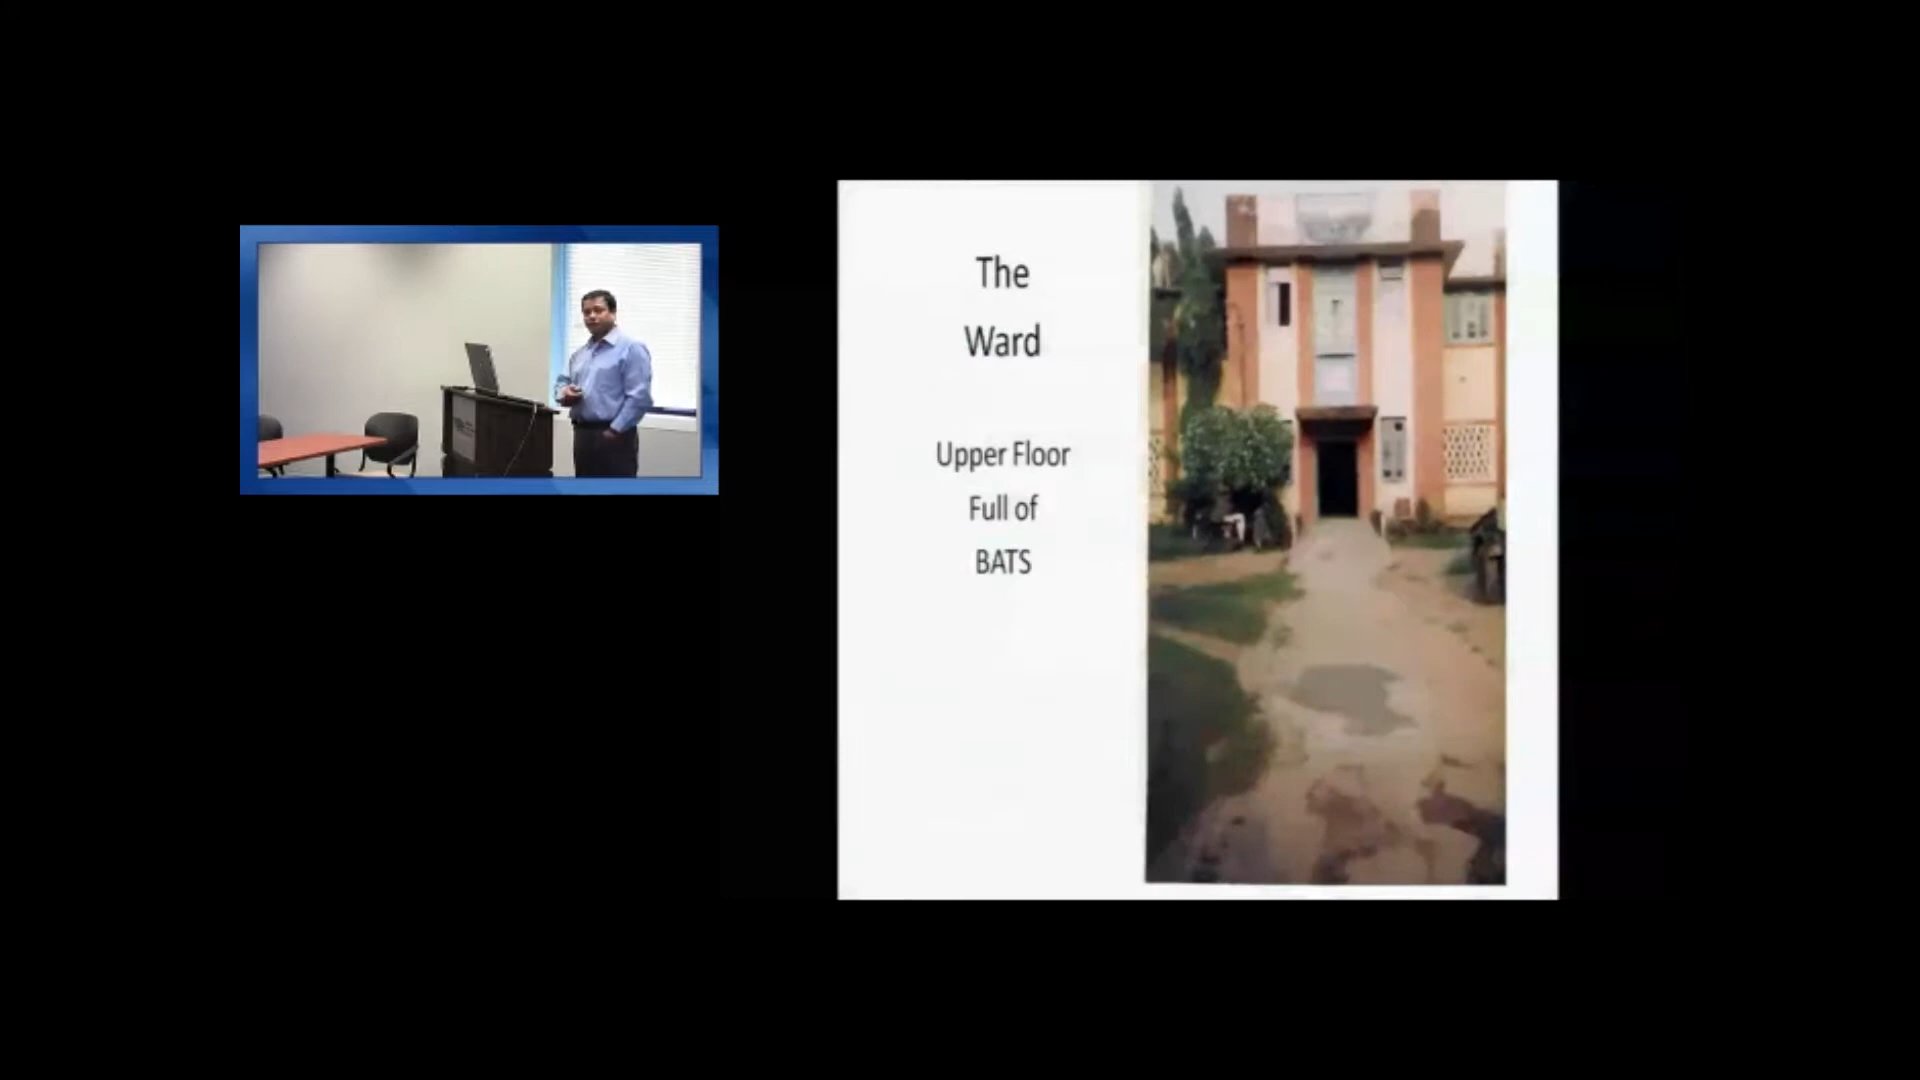 The
Ward
Upper Floor
Full of
BATS